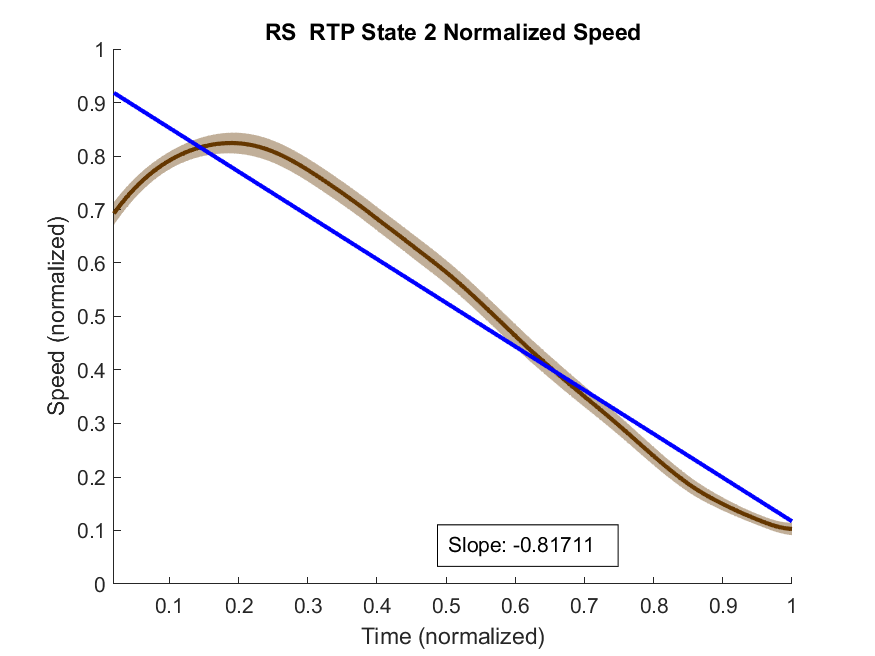 RS  RTP State 2 Normalized Speed
1
0.9
0.8
0.7
0.6
0.5
0.4
0.3
0.2
0.1
0
Speed (normalized)
Slope: -0.81711
0.1 0.2 0.3 0.4 0.5 0.6 0.7 0.8 0.9 1
Time (normalized)